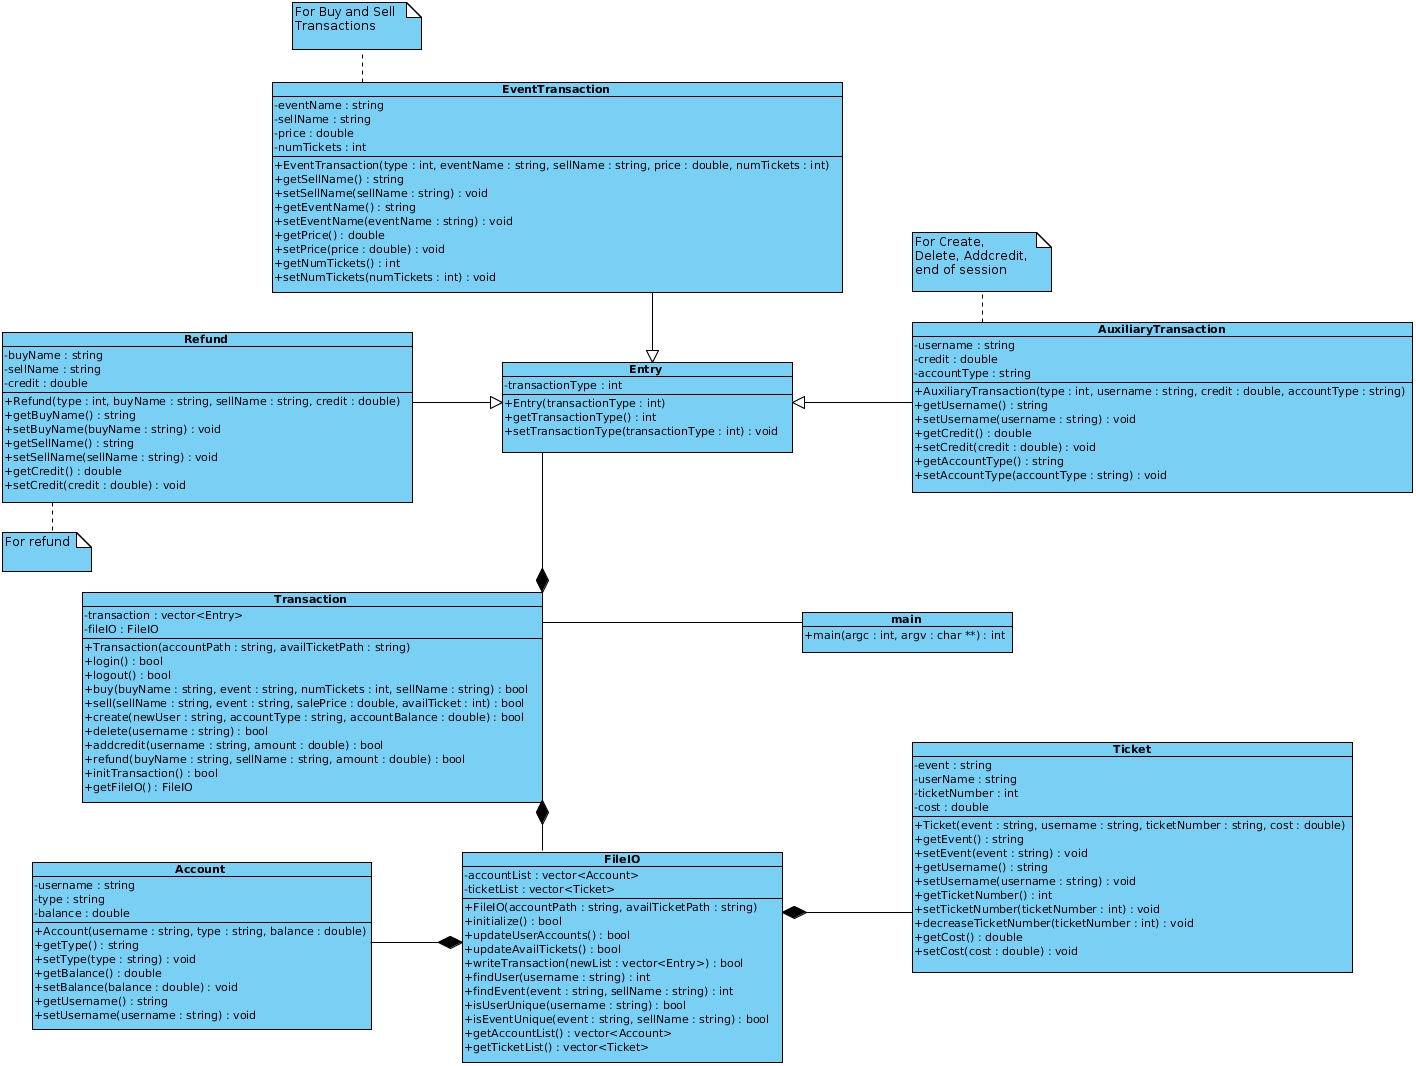 For Buy and Sell
Transactions
EventTransaction
-eventName : string
-sellName : string
-price : double
-numTickets : int
+EventTransaction(type : int, eventName : string, sellName : string, price : double, numTickets : int)
+getSellName() : string
+setSellName(sellName : string) : void
+getEventName() : string
+setEventName(eventName : string) : void
+getPrice() : double
+setPrice(price : double) : void
+getNumTickets() : int
+setNumTickets(numTickets : int) : void
For Create,
Delete, Addcredit,
end of session
AuxiliaryTransaction
-username : string
-credit : double
-accountType : string
+AuxiliaryTransaction(type : int, username : string, credit : double, accountType : string)
+getUsername() : string
+setUsername(username : string) : void
+getCredit() : double
+setCredit(credit : double) : void
+getAccountType() : string
+setAccountType(accountType : string) : void
Refund
-buyName : string
-sellName : string
-credit : double
+Refund(type : int, buyName : string, sellName : string, credit : double)
+getBuyName() : string
+setBuyName(buyName : string) : void
+getSellName() : string
+setSellName(sellName : string) : void
+getCredit() : double
+setCredit(credit : double) : void
For refund
Entry
-transactionType : int
+Entry(transactionType : int)
+getTransactionType() : int
+setTransactionType(transactionType : int) : void
Transaction
-transaction : vector<Entry>
-fileIO : FileIO
+Transaction(accountPath : string, availTicketPath : string)
+login() : bool
+logout() : bool
+buy(buyName : string, event : string, numTickets : int, sellName : string) : bool
+sell(sellName : string, event : string, salePrice : double, availTicket : int) : bool
+create(newUser : string, accountType : string, accountBalance : double) : bool
+delete(username : string) : bool
+addcredit(username : string, amount : double) : bool
+refund(buyName : string, sellName : string, amount : double) : bool
+initTransaction() : bool
+getFileIO() : FileIO
main
+main(argc : int, argv : char **) : int
Ticket
-event : string
-userName : string
-ticketNumber : int
-cost : double
+Ticket(event : string, username : string, ticketNumber : string, cost : double)
+getEvent() : string
+setEvent(event : string) : void
+getUsername() : string
+setUsername(username : string) : void
+getTicketNumber() : int
+setTicketNumber(ticketNumber : int) : void
+decreaseTicketNumber(ticketNumber : int) : void
+getCost() : double
+setCost(cost : double) : void
Account
-username : string
-type : string
-balance : double
+Account(username : string, type : string, balance : double)
+getType() : string
+setType(type : string) : void
+getBalance() : double
+setBalance(balance : double) : void
+getUsername() : string
+setUsername(username : string) : void
FileIO
-accountList : vector<Account>
-ticketList : vector<Ticket>
+FileIO(accountPath : string, availTicketPath : string)
+initialize() : bool
+updateUserAccounts() : bool
+updateAvailTickets() : bool
+writeTransaction(newList : vector<Entry>) : bool
+findUser(username : string) : int
+findEvent(event : string, sellName : string) : int
+isUserUnique(username : string) : bool
+isEventUnique(event : string, sellName : string) : bool
+getAccountList() : vector<Account>
+getTicketList() : vector<Ticket>